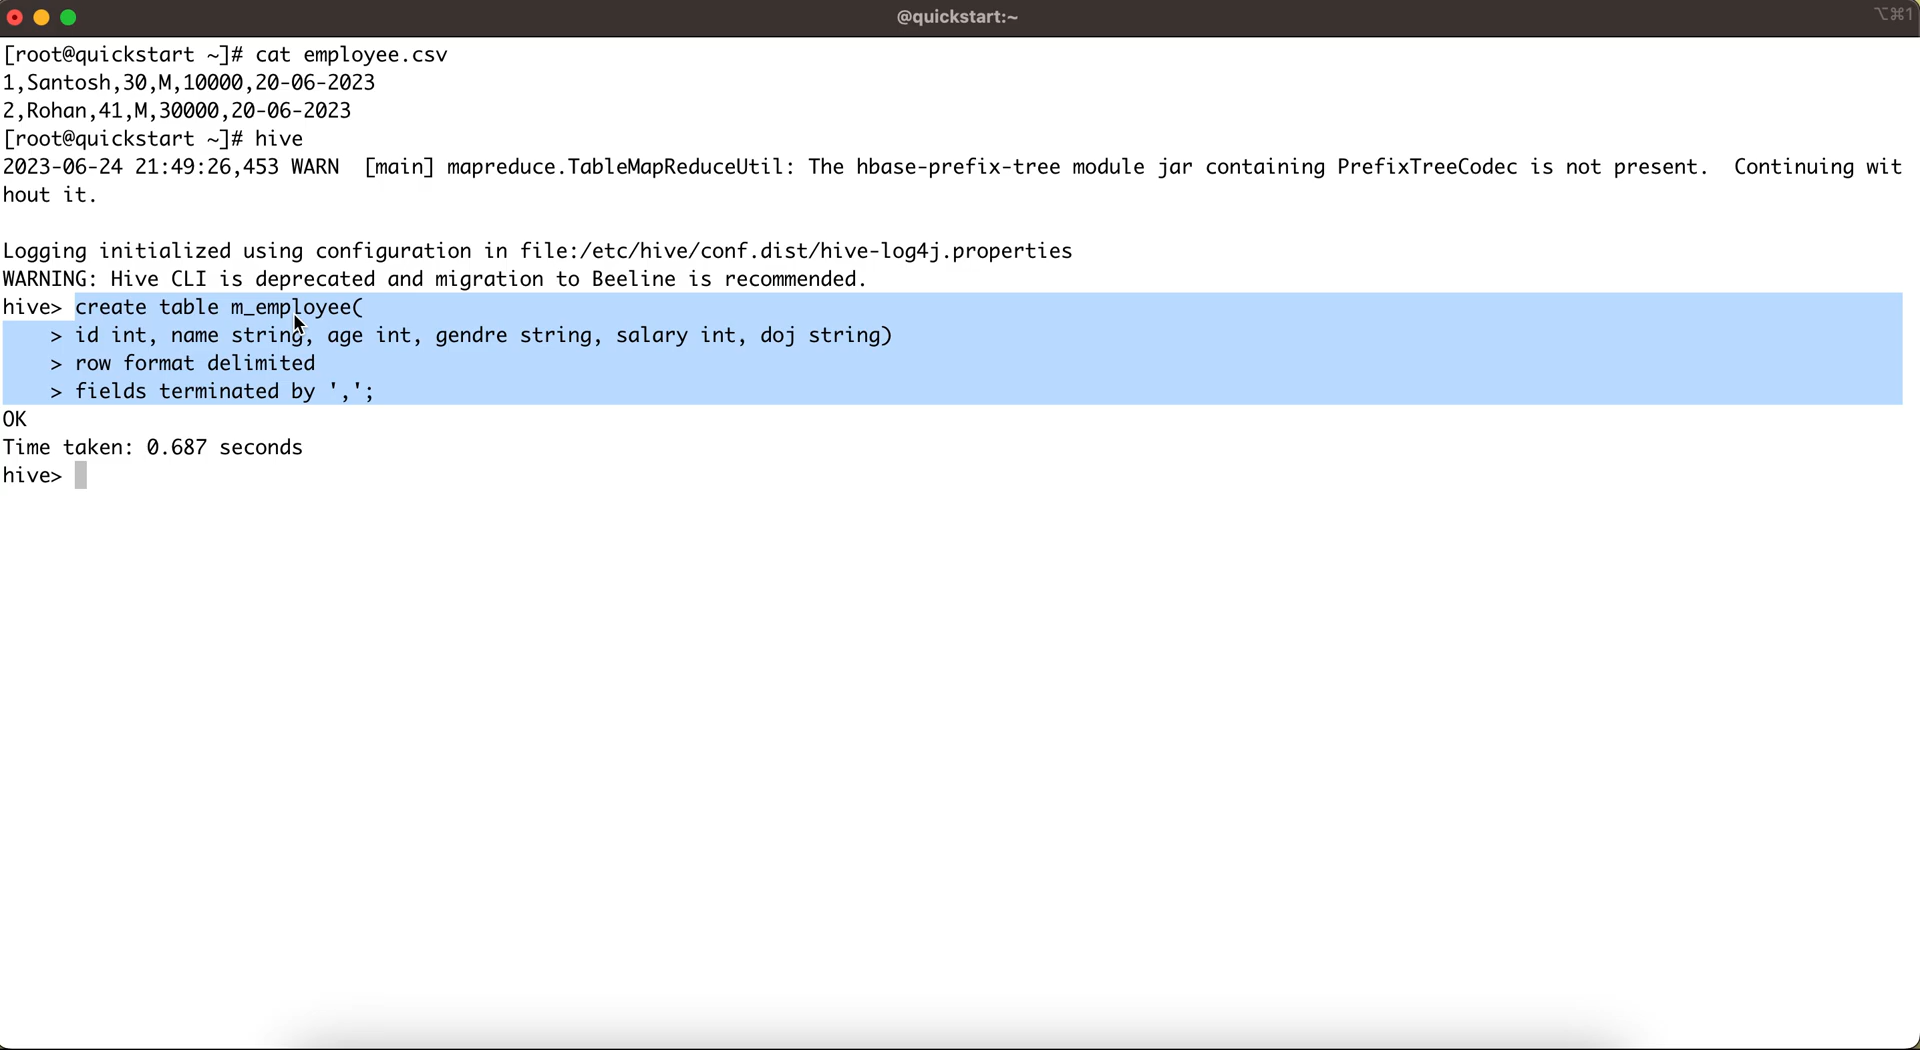 @quickstart:~
⌥⌘1
[root@quickstart ~]# cat employee.csv
1,Santosh,30,M,10000,20-06-2023
2,Rohan,41,M,30000,20-06-2023
[root@quickstart ~]# hive
2023-06-24 21:49:26,453 WARN  [main] mapreduce.TableMapReduceUtil: The hbase-prefix-tree module jar containing PrefixTreeCodec is not present.  Continuing wit
hout it.
Logging initialized using configuration in file:/etc/hive/conf.dist/hive-log4j.properties
WARNING: Hive CLI is deprecated and migration to Beeline is recommended.
hive> create table m_employee(
    > id int, name string, age int, gendre string, salary int, doj string)
    > row format delimited
    > fields terminated by ',';
OK
Time taken: 0.687 seconds
hive>